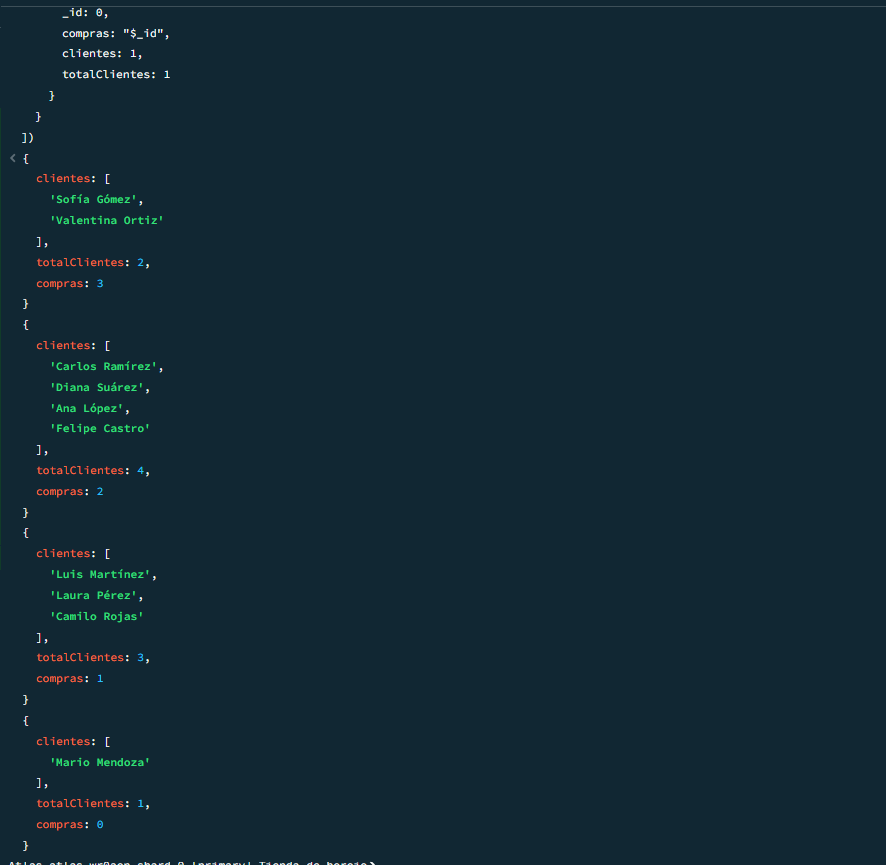 _id: 0,
compras: "$_id",
clientes: 1,
totalClientes: 1
}
}
])
< {
clientes: [
'Sofía Gómez',
'Valentina Ortiz'
],
totalClientes: 2,
compras: 3
}
{
clientes: [
'Carlos Ramírez',
'Diana Suárez',
'Ana López',
'Felipe Castro'
],
totalClientes: 4,
compras: 2
}
{
clientes: [
'Luis Martínez',
'Laura Pérez',
'Camilo Rojas'
],
totalClientes: 3,
compras: 1
}
{
clientes: [
'Mario Mendoza'
],
totalClientes: 1,
compras: 0
}